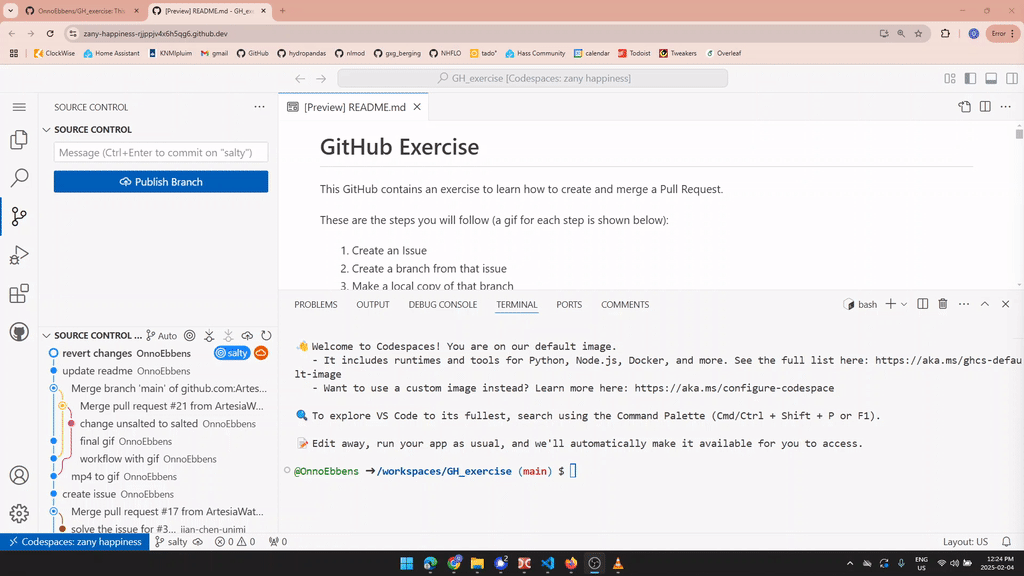 OnnoEbbens/GH_exercise: Thi
[Preview] README.md - GH_ex
zany-happiness-rjjppjv4x6h5qg6.github.dev
Error
ClockWise
Home Assistant
KNMIpluim
gmail
GitHub
hydropandas
nlmod
gxg_berging
NHFLO
tado°
Hass Community
calendar
Todoist
Tweakers
Overleaf
GH_exercise [Codespaces: zany happiness]
SOURCE CONTROL
SOURCE CONTROL
Message (Ctrl+Enter to commit on "salty")
Publish Branch
[Preview] README.md
GitHub Exercise
This GitHub contains an exercise to learn how to create and merge a Pull Request.
These are the steps you will follow (a gif for each step is shown below):
1. Create an Issue
2. Create a branch from that issue
3. Make a local copy of that branch
SOURCE CONTROL ...
Auto
revert changes OnnoEbbens
salty
update readme OnnoEbbens
Merge branch 'main' of github.com:Artes...
Merge pull request #21 from ArtesiaW...
change unsalted to salted OnnoEbbens
final gif OnnoEbbens
workflow with gif OnnoEbbens
mp4 to gif OnnoEbbens
create issue OnnoEbbens
Merge pull request #17 from ArtesiaWat...
solve the issue for #3... jian-chen-unimi
PROBLEMS
OUTPUT
DEBUG CONSOLE
TERMINAL
PORTS
COMMENTS
bash
👋 Welcome to Codespaces! You are on our default image.
- It includes runtimes and tools for Python, Node.js, Docker, and more. See the full list here: https://aka.ms/ghcs-defau
lt-image
- Want to use a custom image instead? Learn more here: https://aka.ms/configure-codespace
🔍 To explore VS Code to its fullest, search using the Command Palette (Cmd/Ctrl + Shift + P or F1).
📝 Edit away, run your app as usual, and we'll automatically make it available for you to access.
@OnnoEbbens ➜/workspaces/GH_exercise (main) $
Codespaces: zany happiness
salty
0
0
0
Layout: US
ENG
US
12:24 PM
2025-02-04